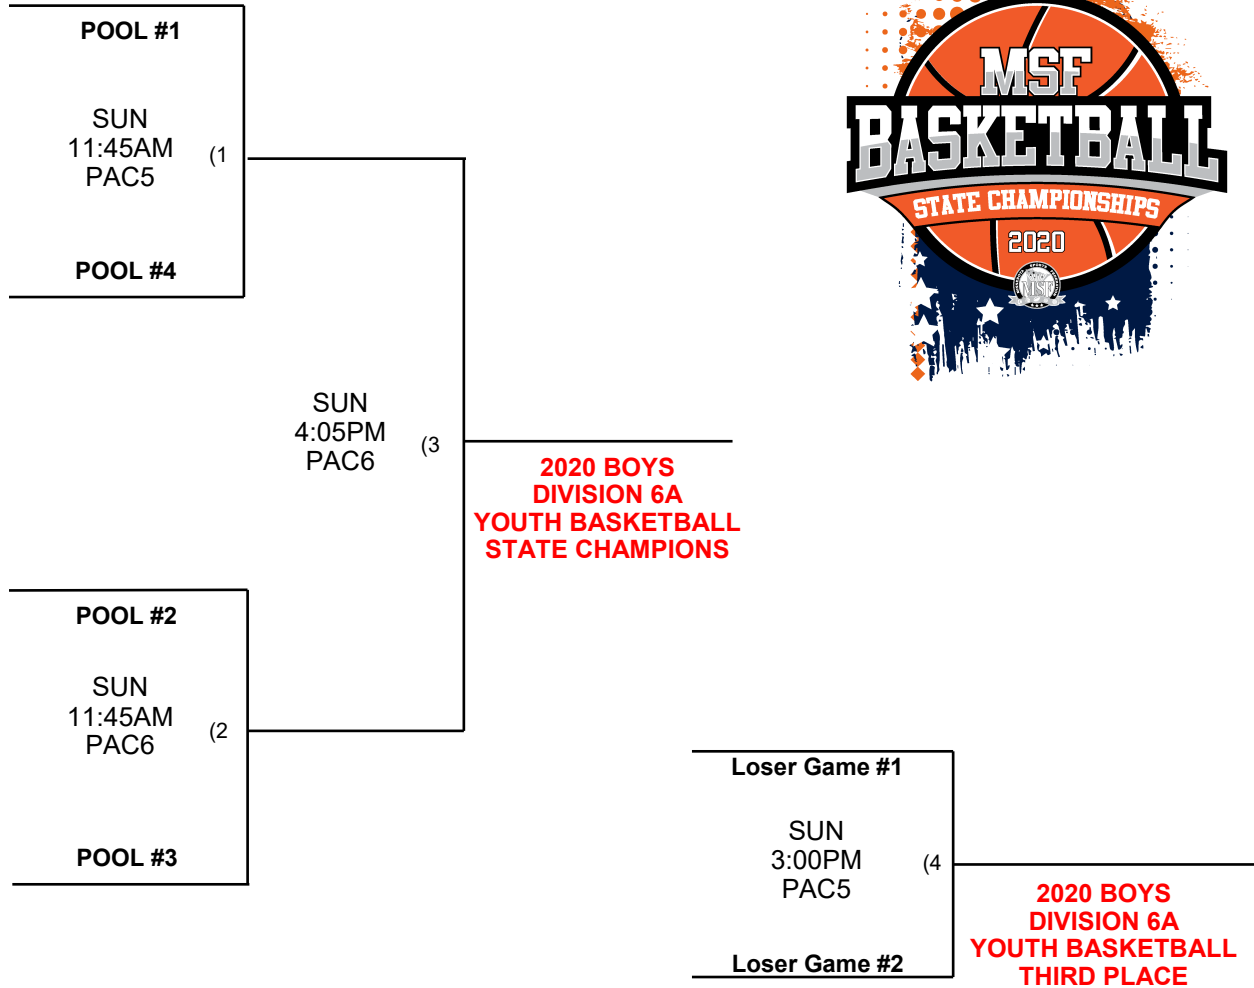 POOL #1
SUN
11:45AM
PAC5
(1
POOL #4
MSF
BASKETBALL
STATE CHAMPIONSHIPS
2020
MSF
SUN
4:05PM
PAC6
(3
2020 BOYS
DIVISION 6A
YOUTH BASKETBALL
STATE CHAMPIONS
POOL #2
SUN
11:45AM
PAC6
(2
POOL #3
Loser Game #1
SUN
3:00PM
PAC5
(4
Loser Game #2
2020 BOYS
DIVISION 6A
YOUTH BASKETBALL
THIRD PLACE